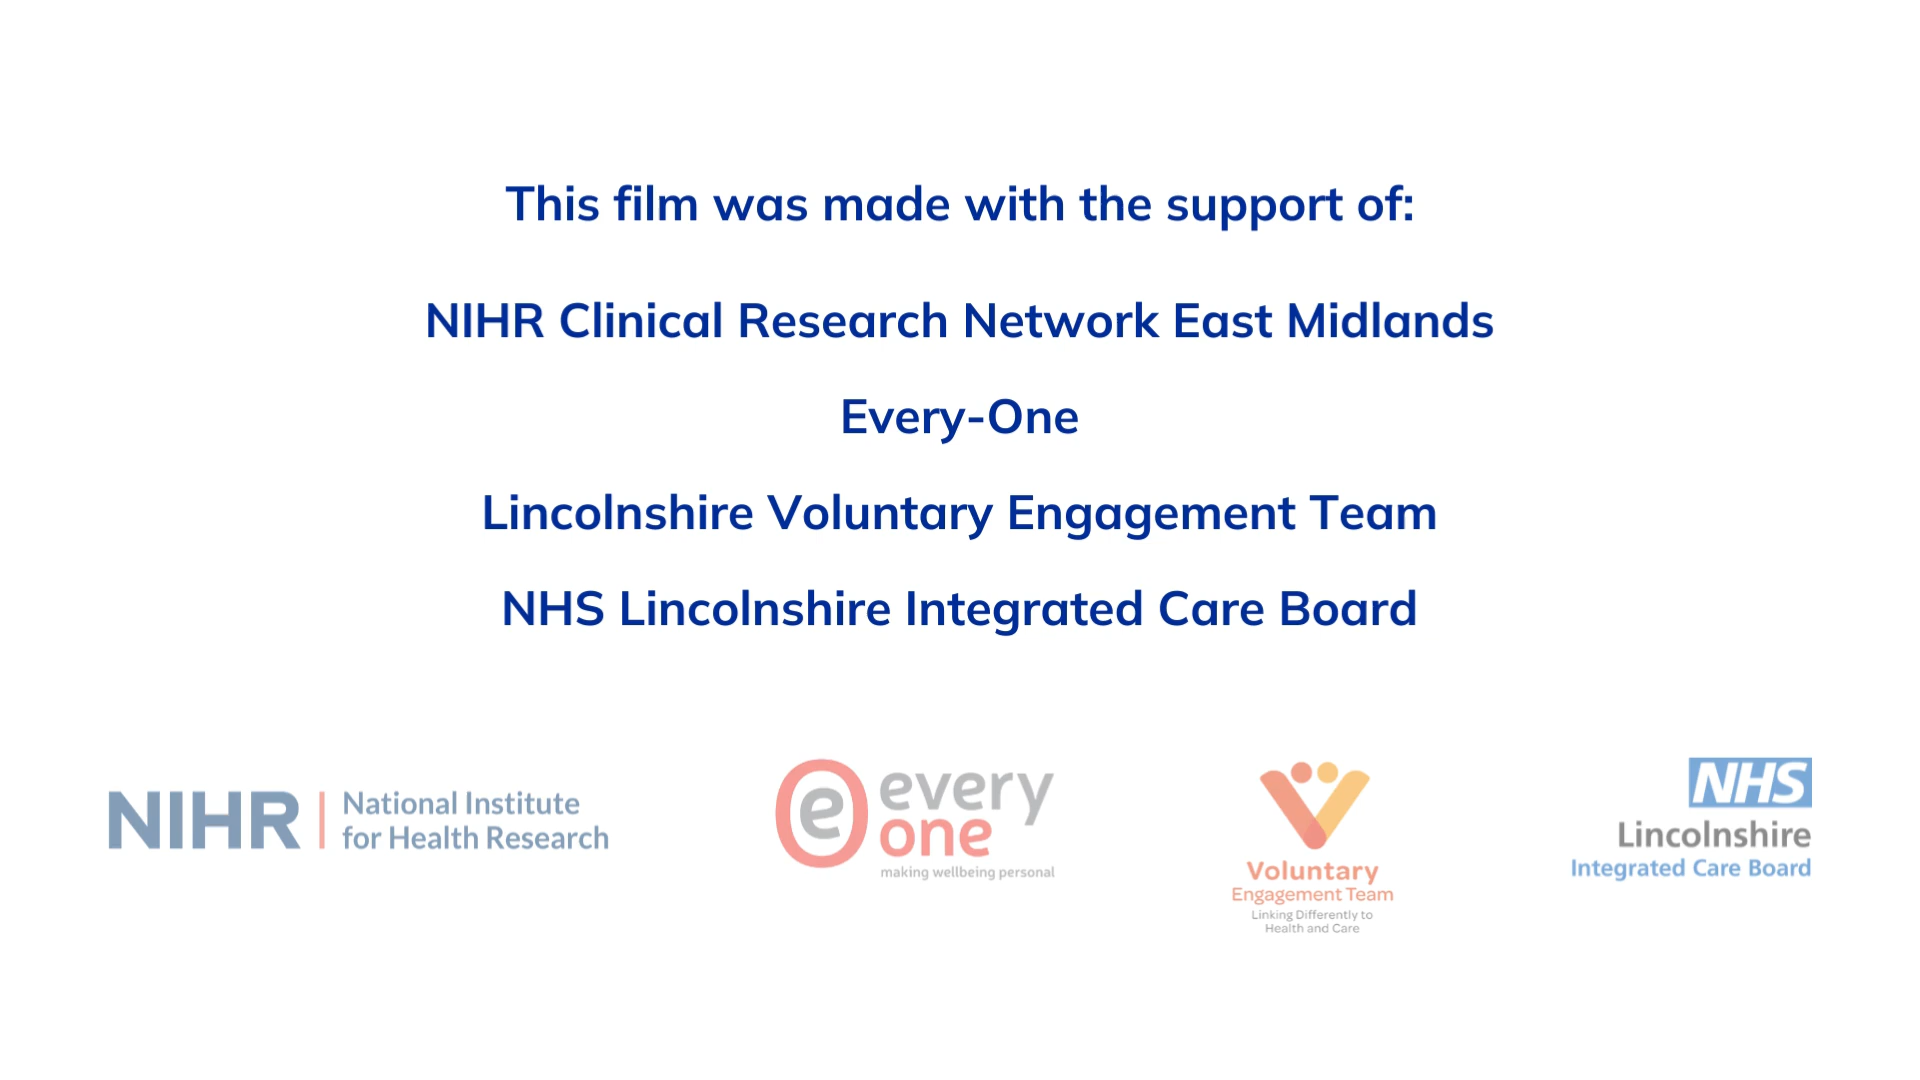 This film was made with the support of:
NIHR Clinical Research Network East Midlands
Every-One
Lincolnshire Voluntary Engagement Team
NHS Lincolnshire Integrated Care Board
NIHR | National Institute
for Health Research
e every
one
making wellbeing personal
Voluntary
Engagement Team
Linking Differently to
Health and Care
NHS
Lincolnshire
Integrated Care Board